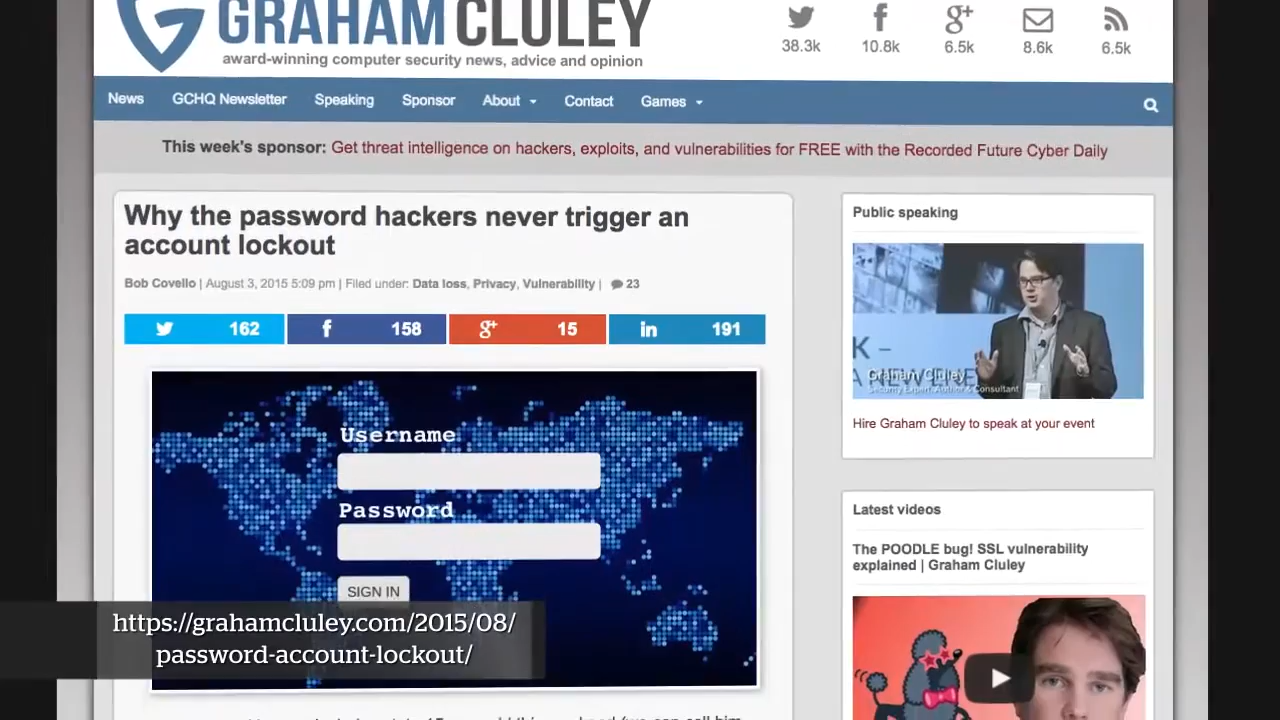 GRAHAM CLULEY
award-winning computer security news, advice and opinion
38.3k 10.8k 6.5k 8.6k 6.5k
News GCHQ Newsletter Speaking Sponsor About Contact Games
This week's sponsor: Get threat intelligence on hackers, exploits, and vulnerabilities for FREE with the Recorded Future Cyber Daily
Why the password hackers never trigger an
account lockout
Bob Covello | August 3, 2015 5:09 pm | Filed under: Data loss, Privacy, Vulnerability | 23
162 158 15 191
Username
Password
SIGN IN
https://grahamcluley.com/2015/08/
password-account-lockout/
Public speaking
Graham Cluley
Security Expert, Author & Consultant
Hire Graham Cluley to speak at your event
Latest videos
The POODLE bug! SSL vulnerability
explained | Graham Cluley